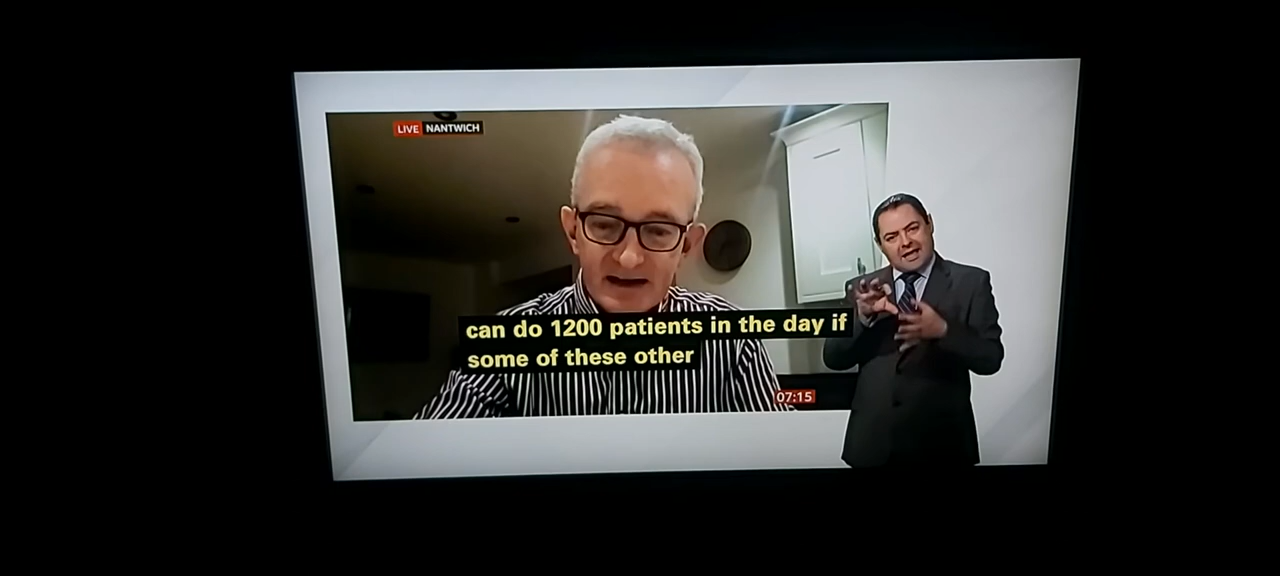 LIVE NANTWICH
can do 1200 patients in the day if
some of these other
07:15